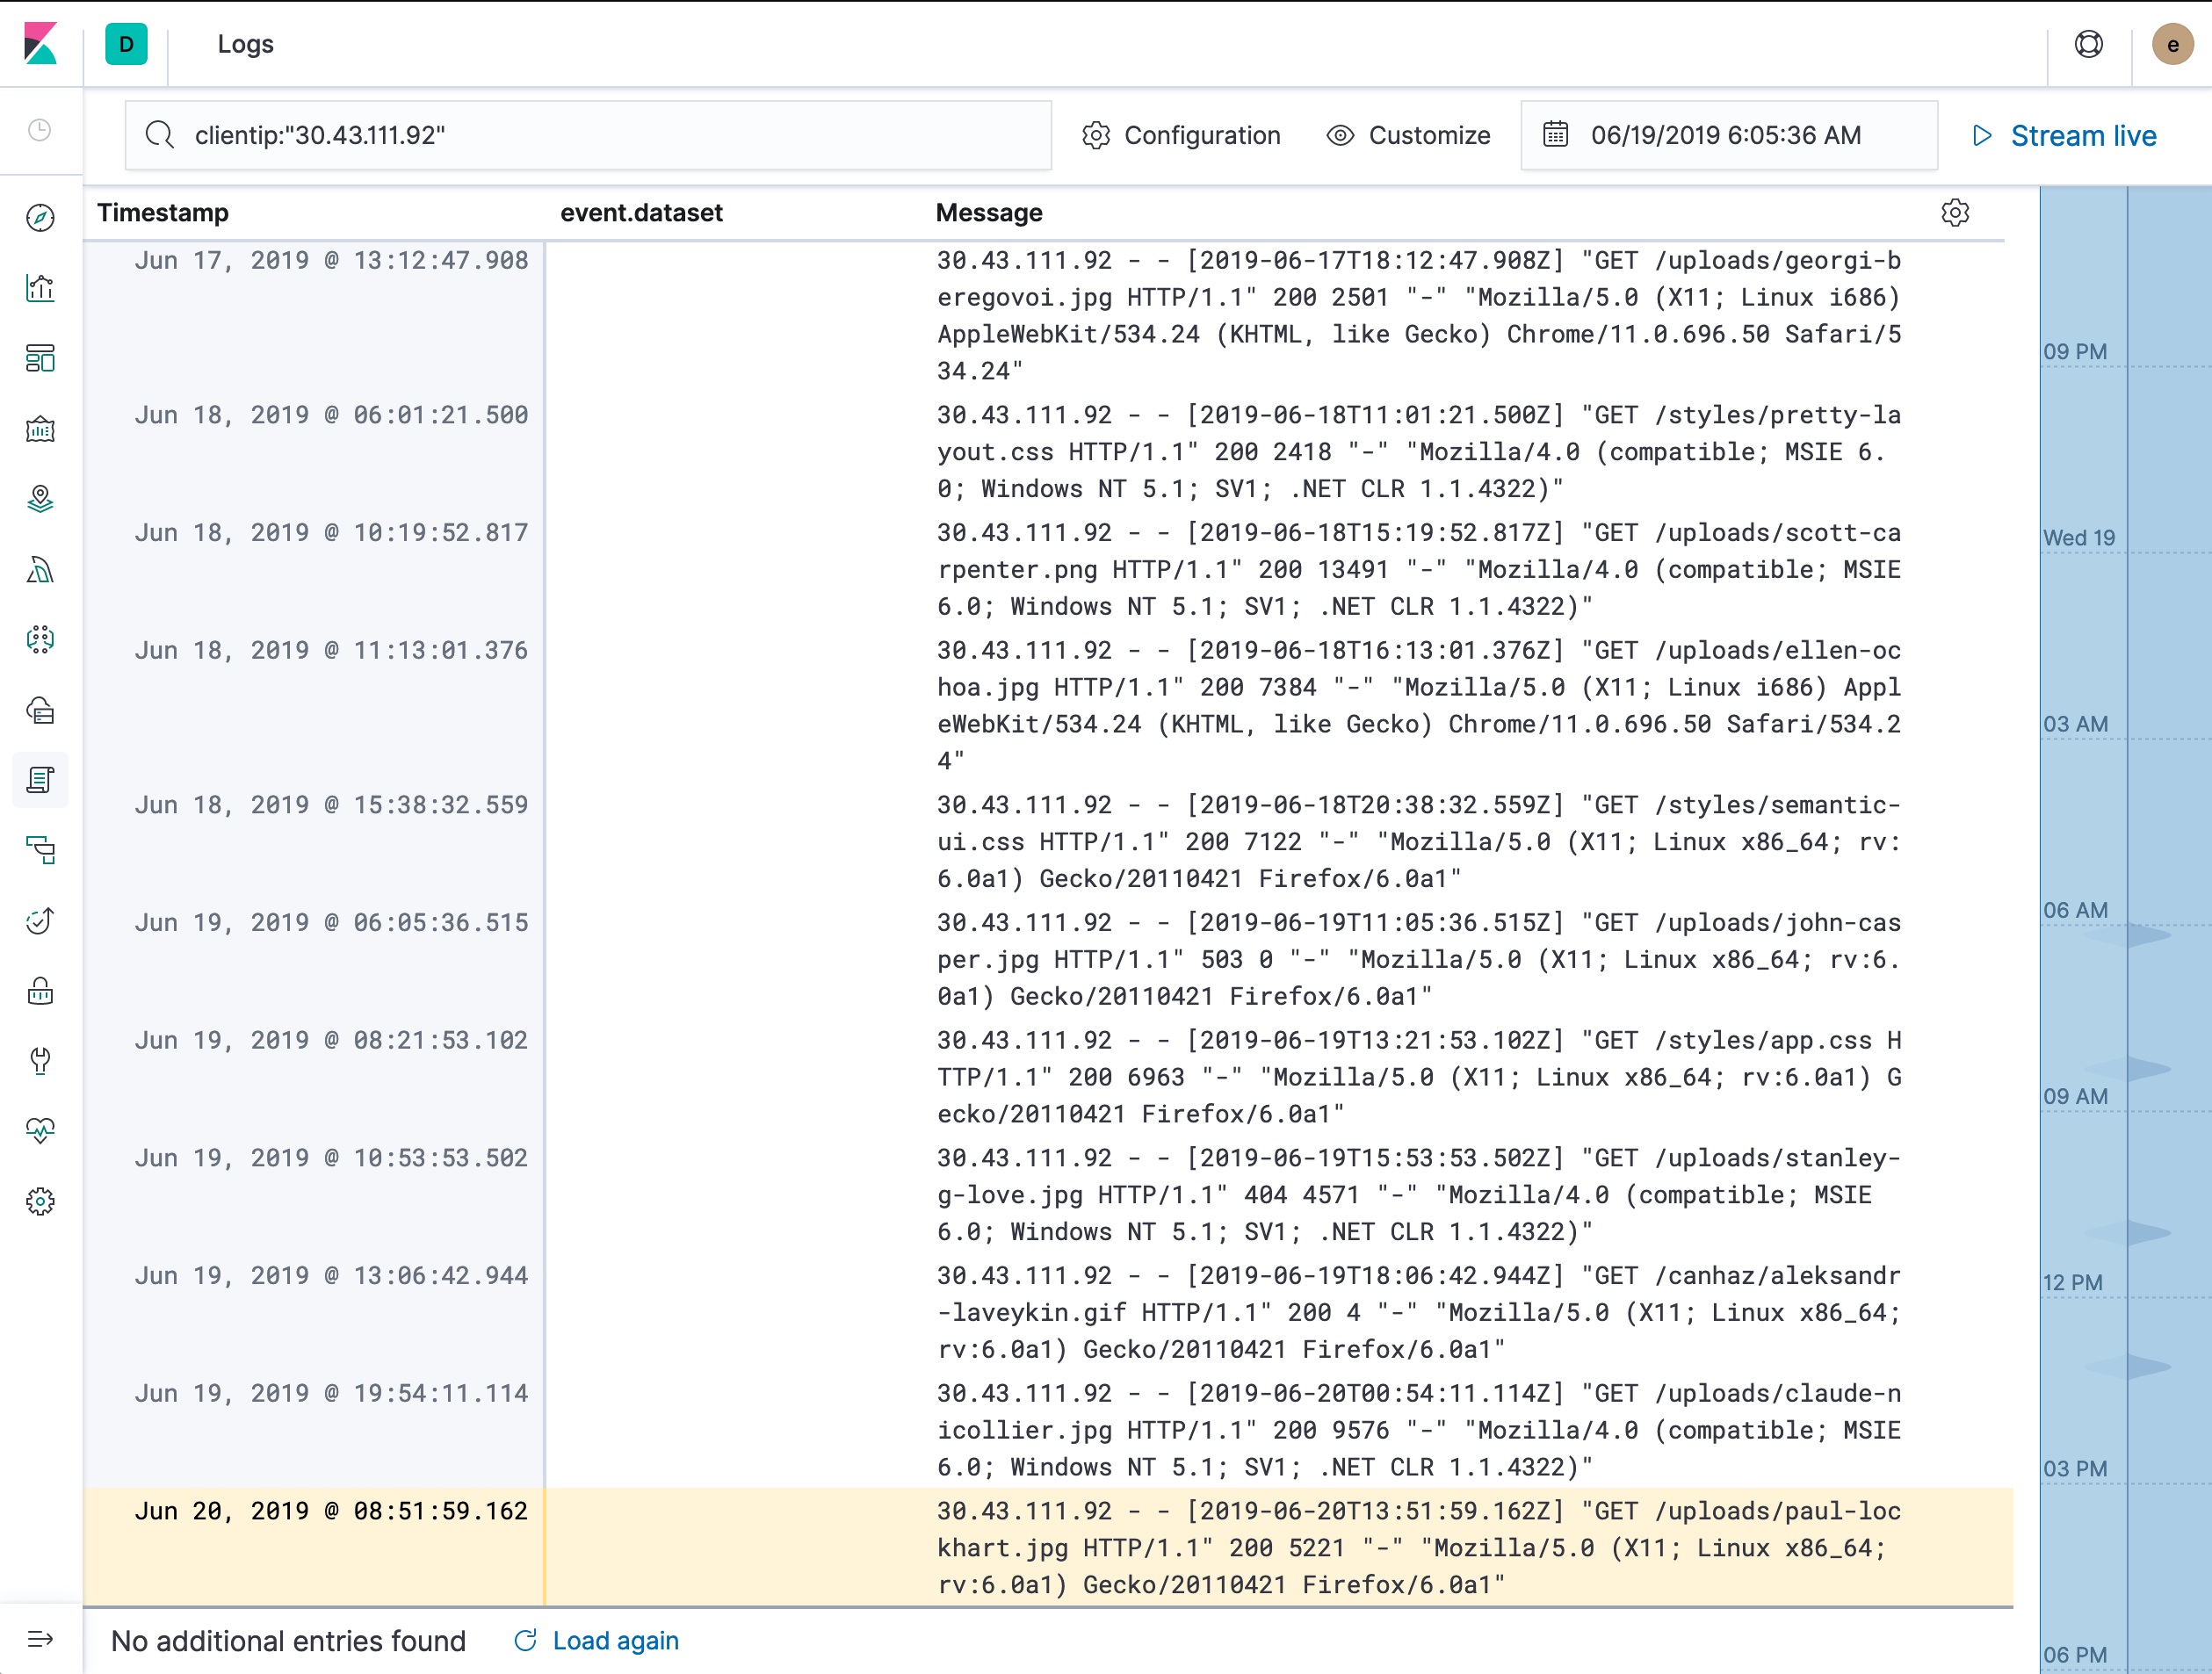 D Logs e
clientip:"30.43.111.92" Configuration Customize 06/19/2019 6:05:36 AM Stream live
Timestamp event.dataset Message
Jun 17, 2019 @ 13:12:47.908 30.43.111.92 - - [2019-06-17T18:12:47.908Z] "GET /uploads/georgi-b
eregovoi.jpg HTTP/1.1" 200 2501 "-" "Mozilla/5.0 (X11; Linux i686)
AppleWebKit/534.24 (KHTML, like Gecko) Chrome/11.0.696.50 Safari/5
34.24"
Jun 18, 2019 @ 06:01:21.500 30.43.111.92 - - [2019-06-18T11:01:21.500Z] "GET /styles/pretty-la
yout.css HTTP/1.1" 200 2418 "-" "Mozilla/4.0 (compatible; MSIE 6.
0; Windows NT 5.1; SV1; .NET CLR 1.1.4322)"
Jun 18, 2019 @ 10:19:52.817 30.43.111.92 - - [2019-06-18T15:19:52.817Z] "GET /uploads/scott-ca
rpenter.png HTTP/1.1" 200 13491 "-" "Mozilla/4.0 (compatible; MSIE
6.0; Windows NT 5.1; SV1; .NET CLR 1.1.4322)"
Jun 18, 2019 @ 11:13:01.376 30.43.111.92 - - [2019-06-18T16:13:01.376Z] "GET /uploads/ellen-oc
hoa.jpg HTTP/1.1" 200 7384 "-" "Mozilla/5.0 (X11; Linux i686) Appl
eWebKit/534.24 (KHTML, like Gecko) Chrome/11.0.696.50 Safari/534.2
4"
Jun 18, 2019 @ 15:38:32.559 30.43.111.92 - - [2019-06-18T20:38:32.559Z] "GET /styles/semantic-
ui.css HTTP/1.1" 200 7122 "-" "Mozilla/5.0 (X11; Linux x86_64; rv:
6.0a1) Gecko/20110421 Firefox/6.0a1"
Jun 19, 2019 @ 06:05:36.515 30.43.111.92 - - [2019-06-19T11:05:36.515Z] "GET /uploads/john-cas
per.jpg HTTP/1.1" 503 0 "-" "Mozilla/5.0 (X11; Linux x86_64; rv:6.
0a1) Gecko/20110421 Firefox/6.0a1"
Jun 19, 2019 @ 08:21:53.102 30.43.111.92 - - [2019-06-19T13:21:53.102Z] "GET /styles/app.css H
TTP/1.1" 200 6963 "-" "Mozilla/5.0 (X11; Linux x86_64; rv:6.0a1) G
ecko/20110421 Firefox/6.0a1"
Jun 19, 2019 @ 10:53:53.502 30.43.111.92 - - [2019-06-19T15:53:53.502Z] "GET /uploads/stanley-
g-love.jpg HTTP/1.1" 404 4571 "-" "Mozilla/4.0 (compatible; MSIE
6.0; Windows NT 5.1; SV1; .NET CLR 1.1.4322)"
Jun 19, 2019 @ 13:06:42.944 30.43.111.92 - - [2019-06-19T18:06:42.944Z] "GET /canhaz/aleksandr
-laveykin.gif HTTP/1.1" 200 4 "-" "Mozilla/5.0 (X11; Linux x86_64;
rv:6.0a1) Gecko/20110421 Firefox/6.0a1"
Jun 19, 2019 @ 19:54:11.114 30.43.111.92 - - [2019-06-20T00:54:11.114Z] "GET /uploads/claude-n
icollier.jpg HTTP/1.1" 200 9576 "-" "Mozilla/4.0 (compatible; MSIE
6.0; Windows NT 5.1; SV1; .NET CLR 1.1.4322)"
Jun 20, 2019 @ 08:51:59.162 30.43.111.92 - - [2019-06-20T13:51:59.162Z] "GET /uploads/paul-loc
khart.jpg HTTP/1.1" 200 5221 "-" "Mozilla/5.0 (X11; Linux x86_64;
rv:6.0a1) Gecko/20110421 Firefox/6.0a1"
No additional entries found Load again
09 PM
Wed 19
03 AM
06 AM
09 AM
12 PM
03 PM
06 PM